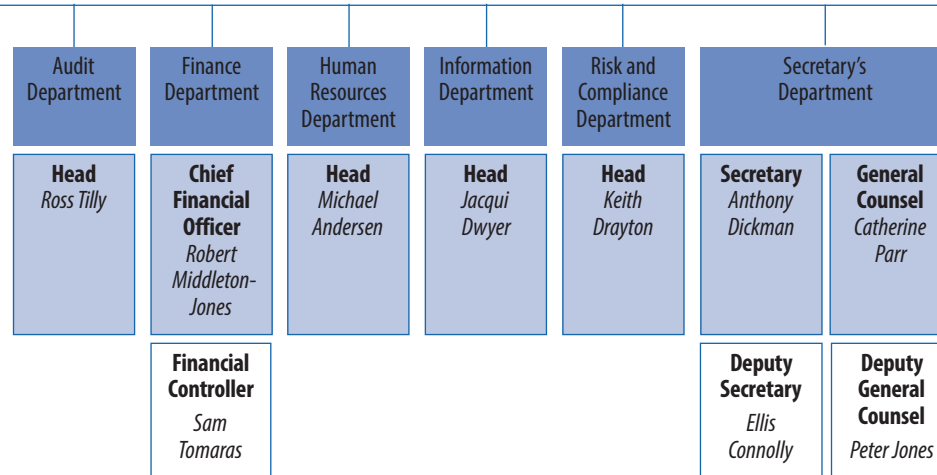 Audit
Department
Finance
Department
Human
Resources
Department
Information
Department
Risk and
Compliance
Department
Secretary’s
Department
Head
Ross Tilly
Chief
Financial
Officer
Robert
Middleton-
Jones
Head
Michael
Andersen
Head
Jacqui
Dwyer
Head
Keith
Drayton
Secretary
Anthony
Dickman
General
Counsel
Catherine
Parr
Financial
Controller
Sam
Tomaras
Deputy
Secretary
Ellis
Connolly
Deputy
General
Counsel
Peter Jones